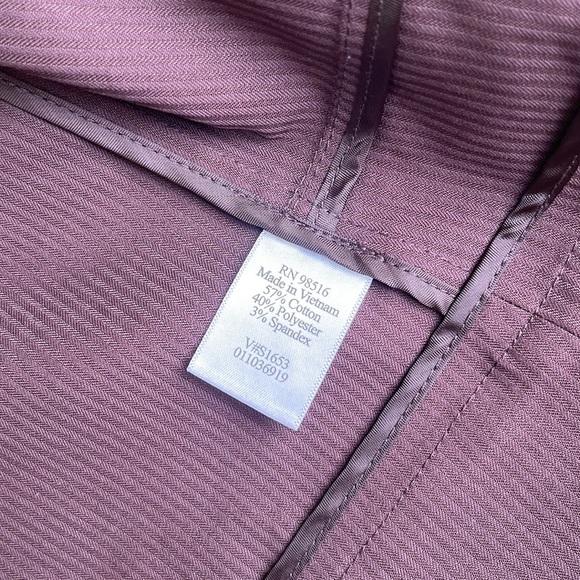 RN 98516
Made in Vietnam
57% Cotton
40% Polyester
3% Spandex
V#S1653
011036919